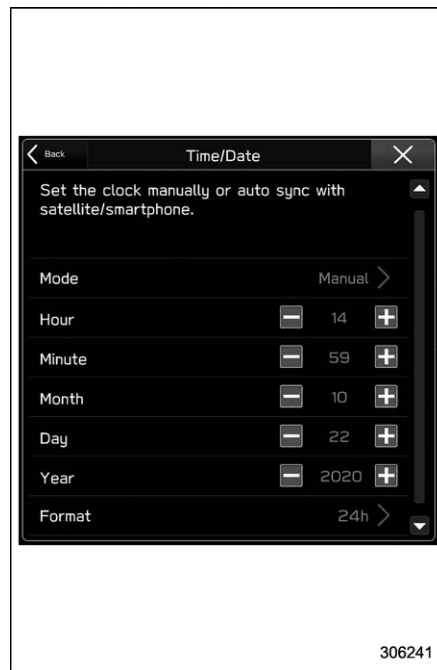 Back Time/Date
Set the clock manually or auto sync with
satellite/smartphone.
Mode Manual
Hour 14
Minute 59
Month 10
Day 22
Year 2020
Format 24h
306241